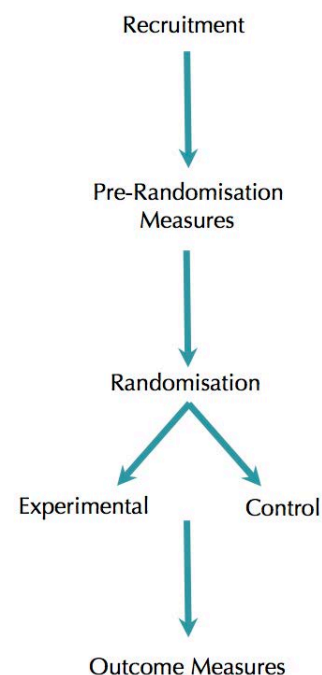 Recruitment
Pre-Randomisation
Measures
Randomisation
Experimental
Control
Outcome Measures